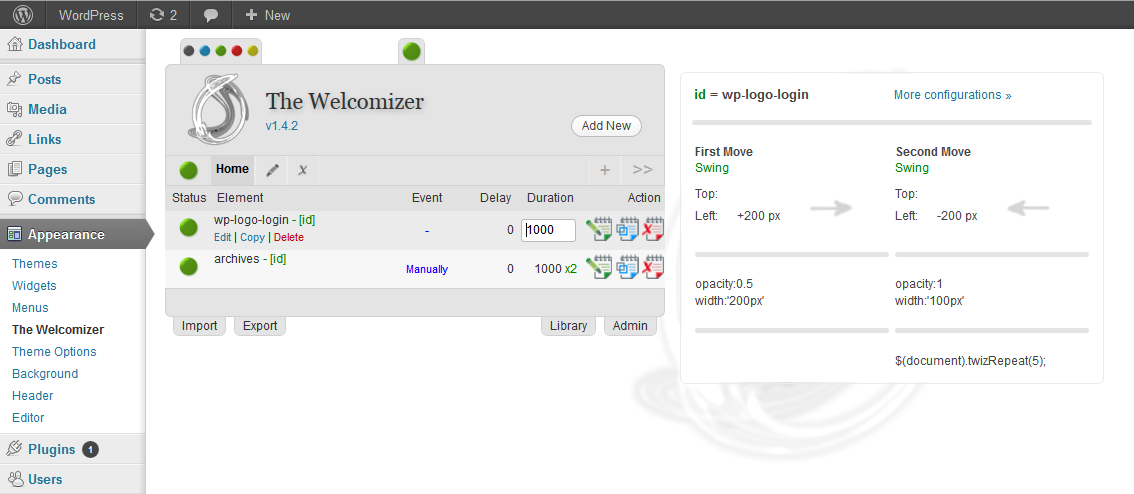 WordPress 2 + New
Dashboard
Posts
Media
Links
Pages
Comments
Appearance
Themes
Widgets
Menus
The Welcomizer
Theme Options
Background
Header
Editor
Plugins 1
Users
The Welcomizer
v1.4.2
Add New
Home x + >>
Status Element Event Delay Duration Action
wp-logo-login - [id] - 0 1000
Edit | Copy | Delete
archives - [id] Manually 0 1000 x2
Import Export Library Admin
id = wp-logo-login More configurations »
First Move Second Move
Swing Swing
Top: Top:
Left: +200 px Left: -200 px
opacity:0.5 opacity:1
width:'200px' width:'100px'
$(document).twizRepeat(5);